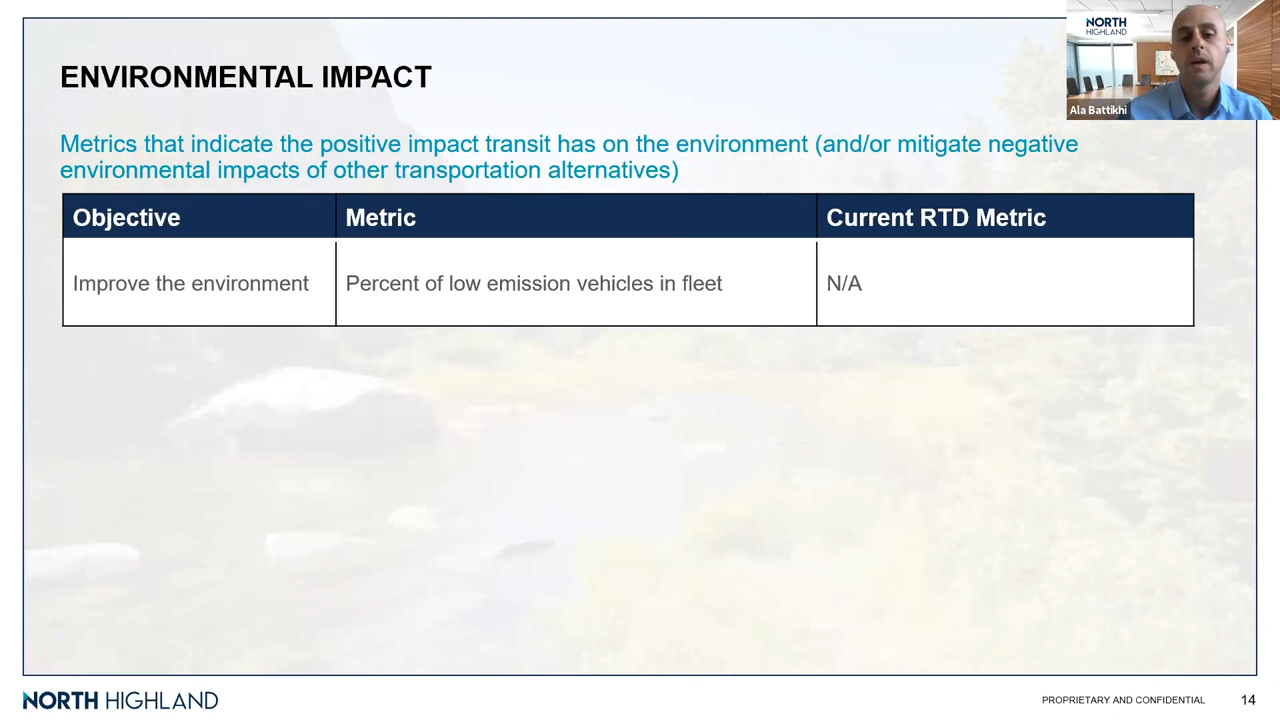 NORTH
HIGHLAND
Ala Battikhi
ENVIRONMENTAL IMPACT
Metrics that indicate the positive impact transit has on the environment (and/or mitigate negative
environmental impacts of other transportation alternatives)
Objective Metric Current RTD Metric
Improve the environment Percent of low emission vehicles in fleet N/A
NORTH HIGHLAND
PROPRIETARY AND CONFIDENTIAL 14